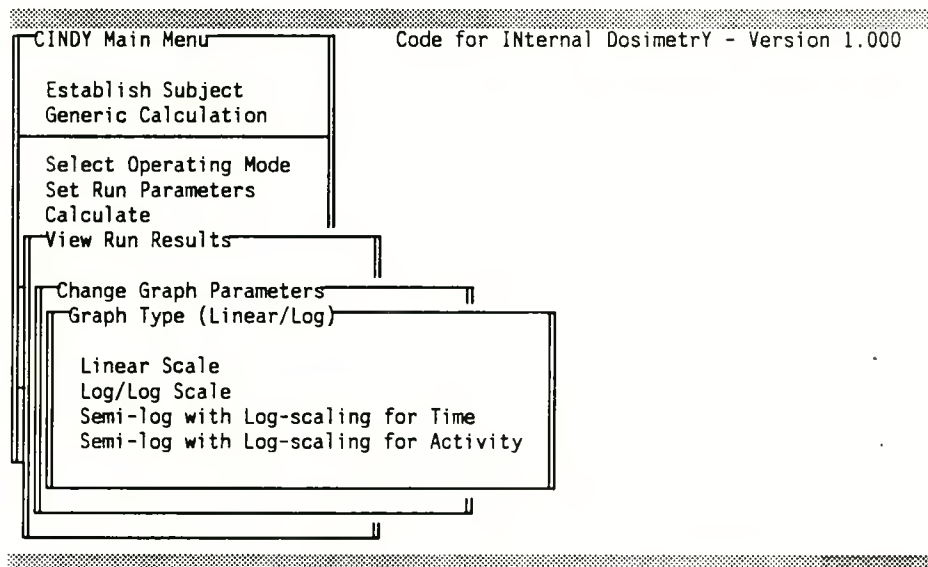 CINDY Main Menu Code for INternal DosimetrY - Version 1.000
Establish Subject
Generic Calculation
Select Operating Mode
Set Run Parameters
Calculate
View Run Results
Change Graph Parameters
Graph Type (Linear/Log)
Linear Scale
Log/Log Scale
Semi-log with Log-scaling for Time
Semi-log with Log-scaling for Activity